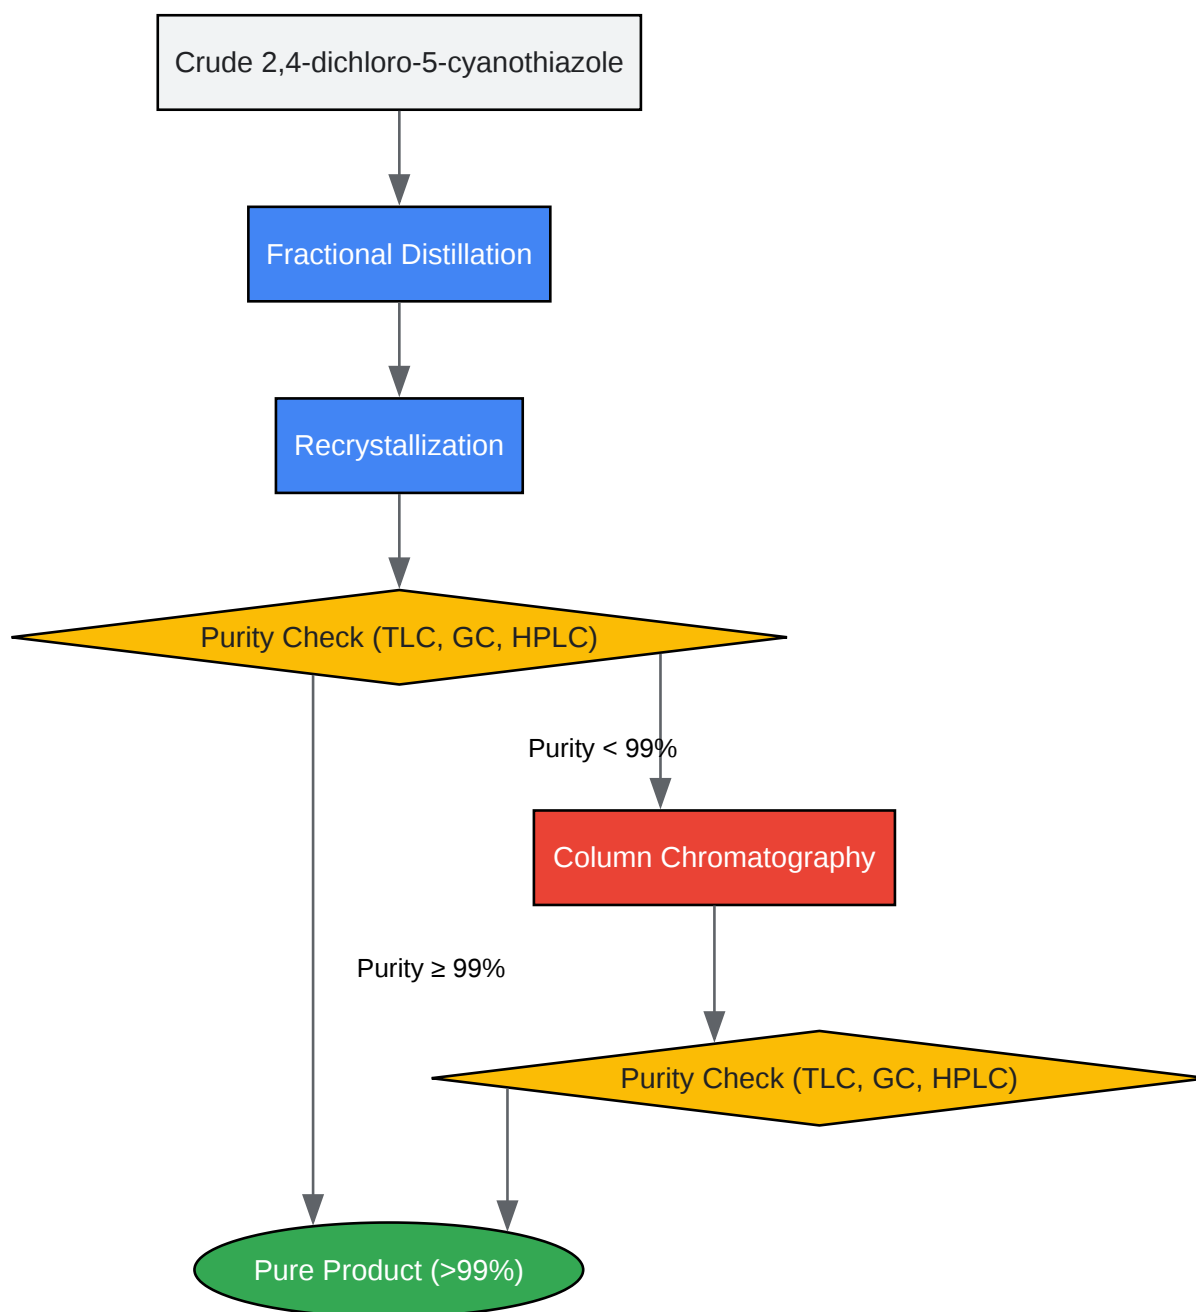 Crude 2,4-dichloro-5-cyanothiazole
Fractional Distillation
Recrystallization
Purity Check (TLC, GC, HPLC)
Purity < 99%
Column Chromatography
Purity ≥ 99%
Purity Check (TLC, GC, HPLC)
Pure Product (>99%)